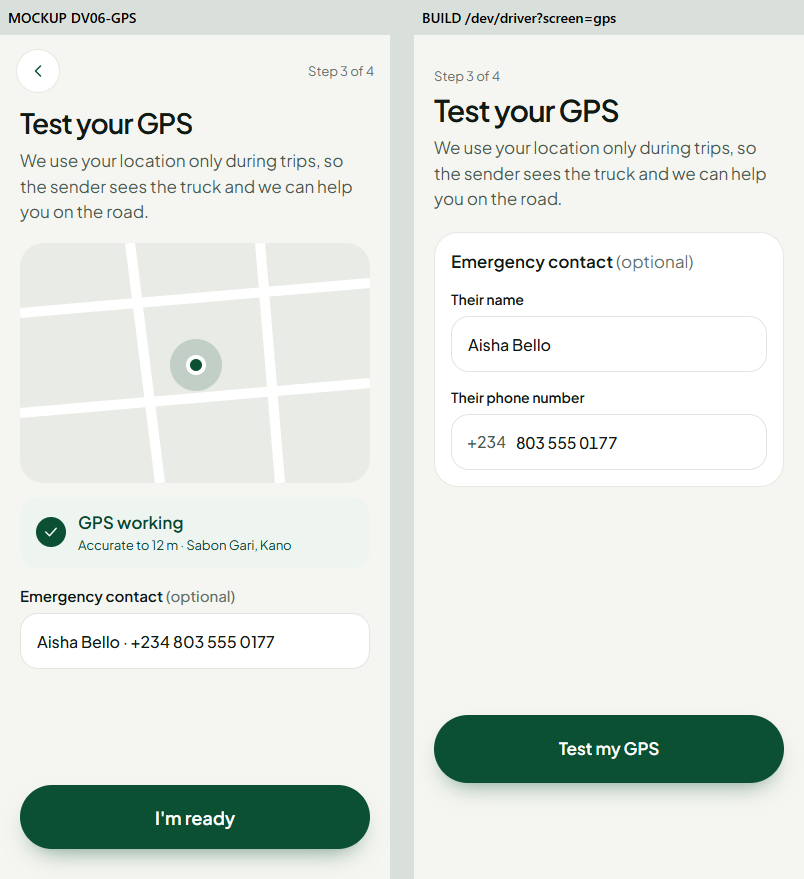 MOCKUP DV06-GPS
Step 3 of 4
Test your GPS
We use your location only during trips, so
the sender sees the truck and we can help
you on the road.
GPS working
Accurate to 12 m · Sabon Gari, Kano
Emergency contact (optional)
Aisha Bello · +234 803 555 0177
I'm ready
BUILD /dev/driver?screen=gps
Step 3 of 4
Test your GPS
We use your location only during trips, so
the sender sees the truck and we can help
you on the road.
Emergency contact (optional)
Their name
Aisha Bello
Their phone number
+234 803 555 0177
Test my GPS